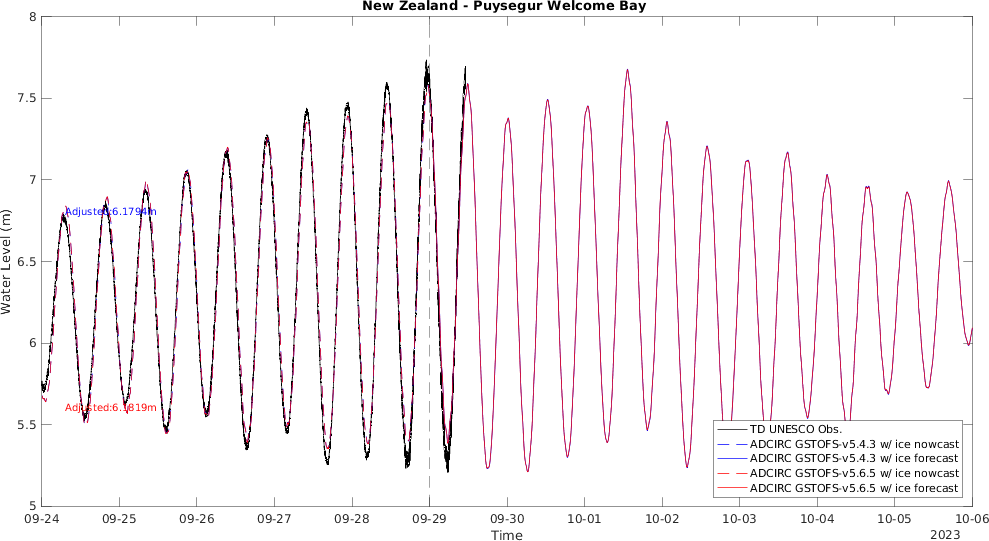 New Zealand - Puysegur Welcome Bay
8
7.5
7
6.5
6
5.5
5
Water Level (m)
Adjusted:6.1794m
Adjusted:6.1819m
TD UNESCO Obs.
ADCIRC GSTOFS-v5.4.3 w/ ice nowcast
ADCIRC GSTOFS-v5.4.3 w/ ice forecast
ADCIRC GSTOFS-v5.6.5 w/ ice nowcast
ADCIRC GSTOFS-v5.6.5 w/ ice forecast
09-24 09-25 09-26 09-27 09-28 09-29 09-30 10-01 10-02 10-03 10-04 10-05 10-06
Time
2023